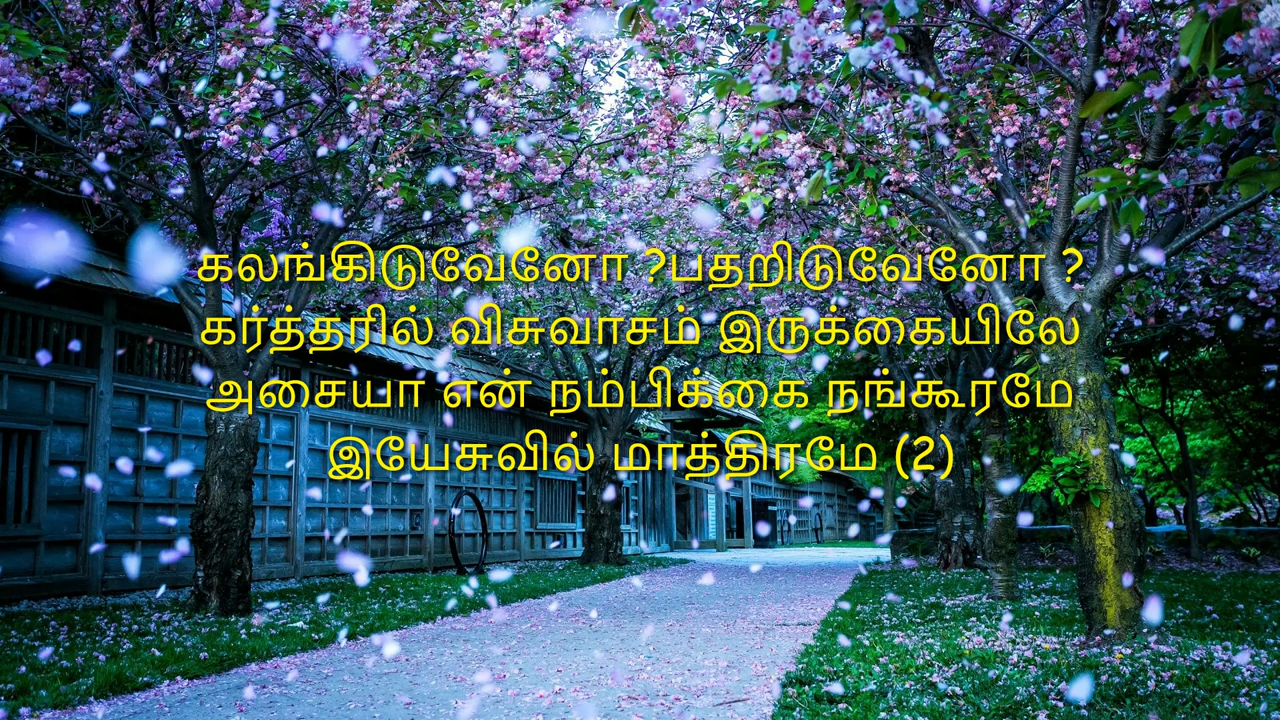 கலங்கிடுவேனோ ?பதறிடுவேனோ ?
கர்த்தரில் விசுவாசம் இருக்கையிலே
அசையா என் நம்பிக்கை நங்கூரமே
இயேசுவில் மாத்திரமே (2)